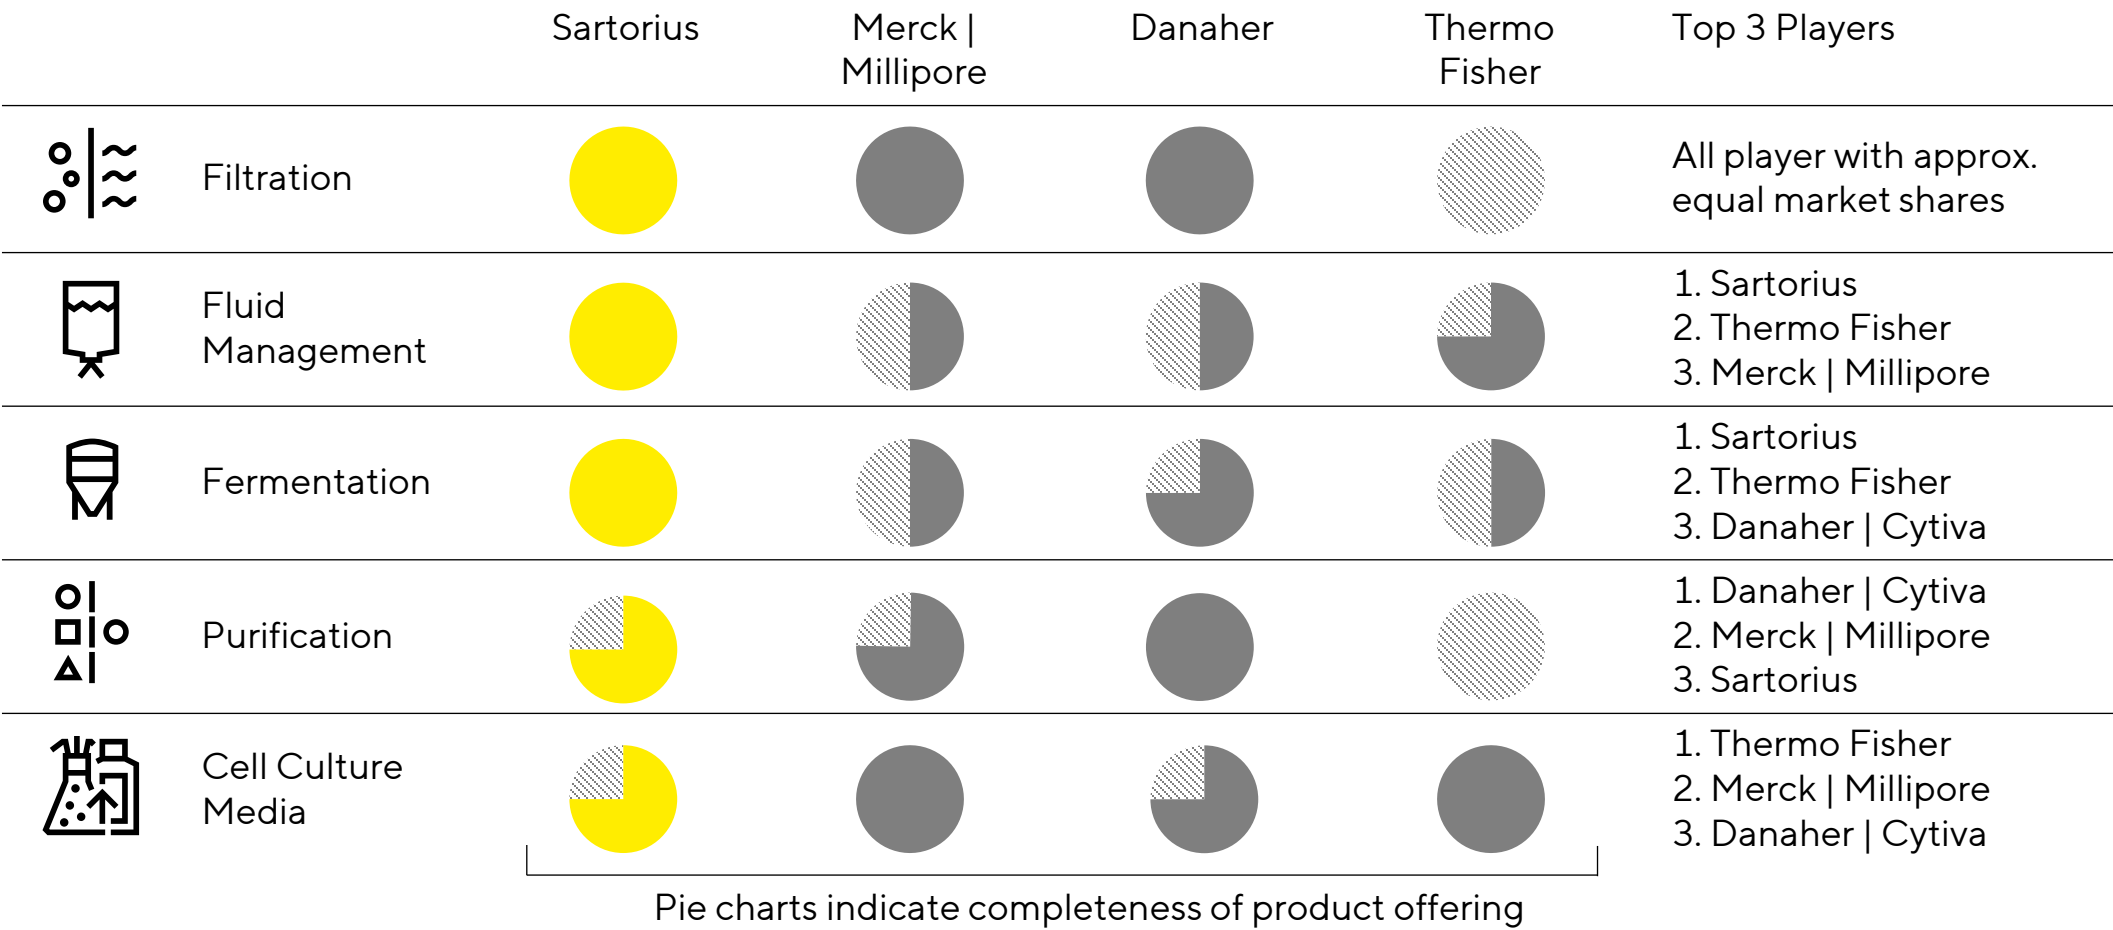 Sartorius
Merck |
Millipore
Danaher
Thermo
Fisher
Top 3 Players
Filtration
All player with approx.
equal market shares
Fluid
Management
1. Sartorius
2. Thermo Fisher
3. Merck | Millipore
Fermentation
1. Sartorius
2. Thermo Fisher
3. Danaher | Cytiva
Purification
1. Danaher | Cytiva
2. Merck | Millipore
3. Sartorius
Cell Culture
Media
1. Thermo Fisher
2. Merck | Millipore
3. Danaher | Cytiva
Pie charts indicate completeness of product offering